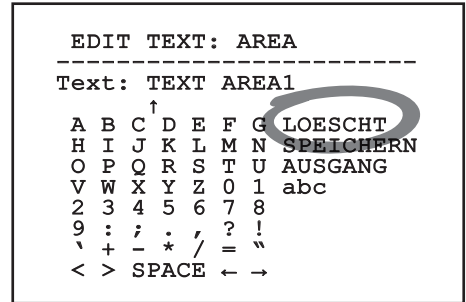 EDIT TEXT: AREA
-------------------------
Text: TEXT AREA1
↑
A B C D E F G LOESCHT
H I J K L M N SPEICHERN
O P Q R S T U AUSGANG
V W X Y Z 0 1 abc
2 3 4 5 6 7 8
9 : ; . , ? !
‘ + - * / = “
< > SPACE ← →